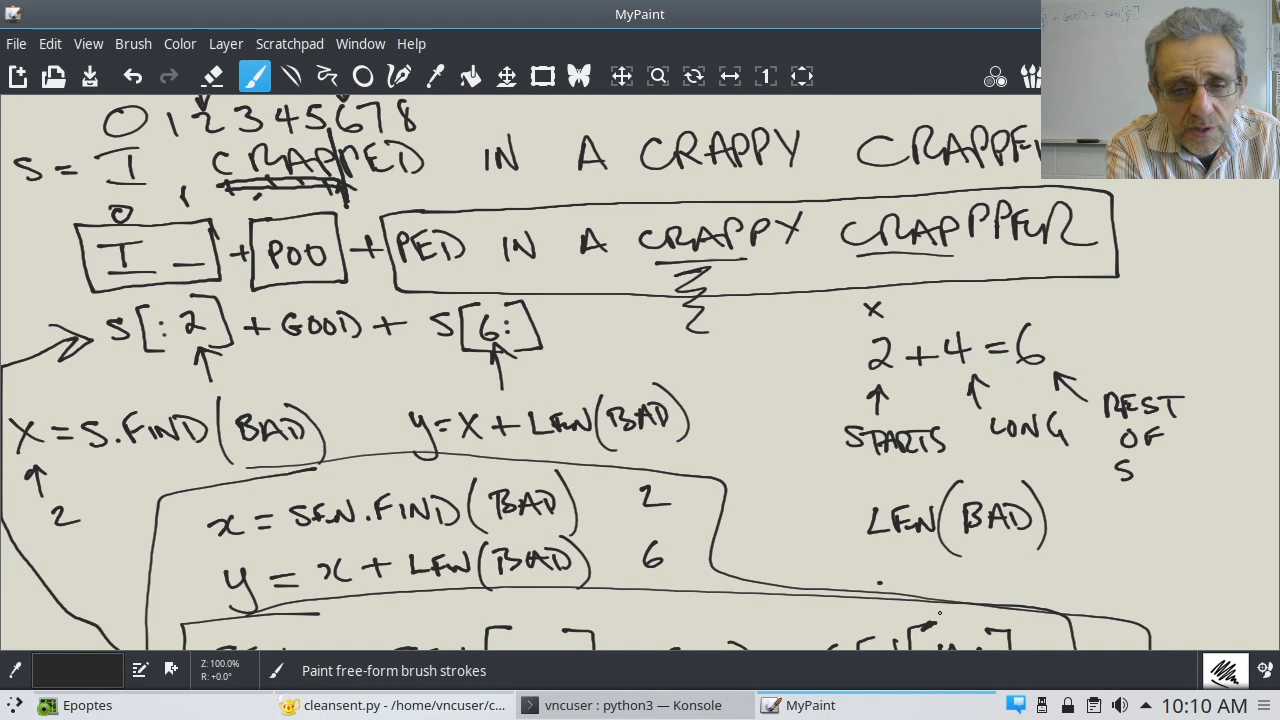 MyPaint
File Edit View Brush Color Layer Scratchpad Window Help
0 1 2 3 4 5 6 7 8
S = I CRAPPED IN A CRAPPY CRAPPE
0 1
I _ + POO + PED IN A CRAPPY CRAPPPER
S[:2] + GOOD + S[6:]
X
2 + 4 = 6
STARTS LONG REST OF S
X = S.FIND(BAD) y = X + LEN(BAD)
2
x = SEN.FIND(BAD) 2
LEN(BAD)
y = x + LEN(BAD) 6
Z: 100.0%
R: +0.0°
Paint free-form brush strokes
Epoptes cleansent.py - /home/vncuser/c... vncuser : python3 — Konsole MyPaint 10:10 AM